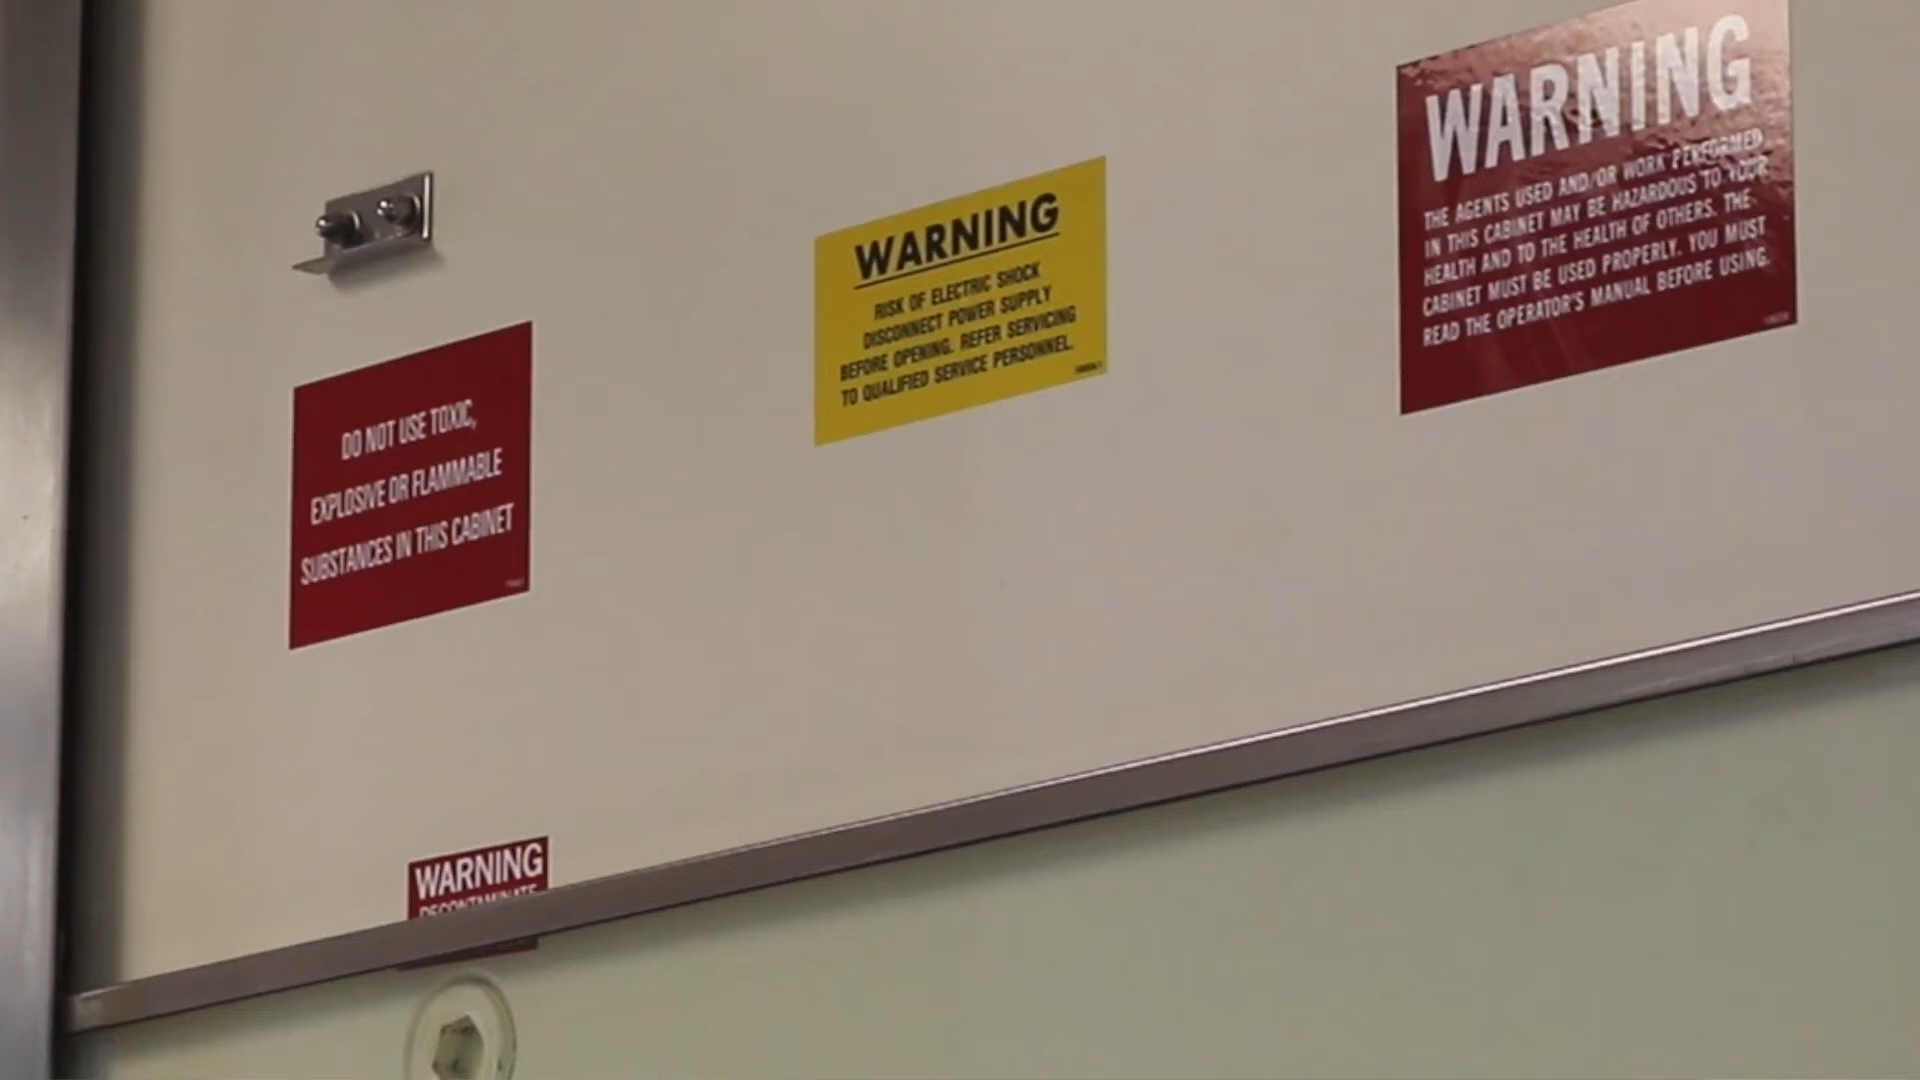 DO NOT USE TOXIC,
EXPLOSIVE OR FLAMMABLE
SUBSTANCES IN THIS CABINET
WARNING
RISK OF ELECTRIC SHOCK
DISCONNECT POWER SUPPLY
BEFORE OPENING. REFER SERVICING
TO QUALIFIED SERVICE PERSONNEL.
WARNING
THE AGENTS USED AND/OR WORK PERFORMED
IN THIS CABINET MAY BE HAZARDOUS TO YOUR
HEALTH AND TO THE HEALTH OF OTHERS. THE
CABINET MUST BE USED PROPERLY. YOU MUST
READ THE OPERATOR'S MANUAL BEFORE USING.
WARNING
DECONTAMINATE